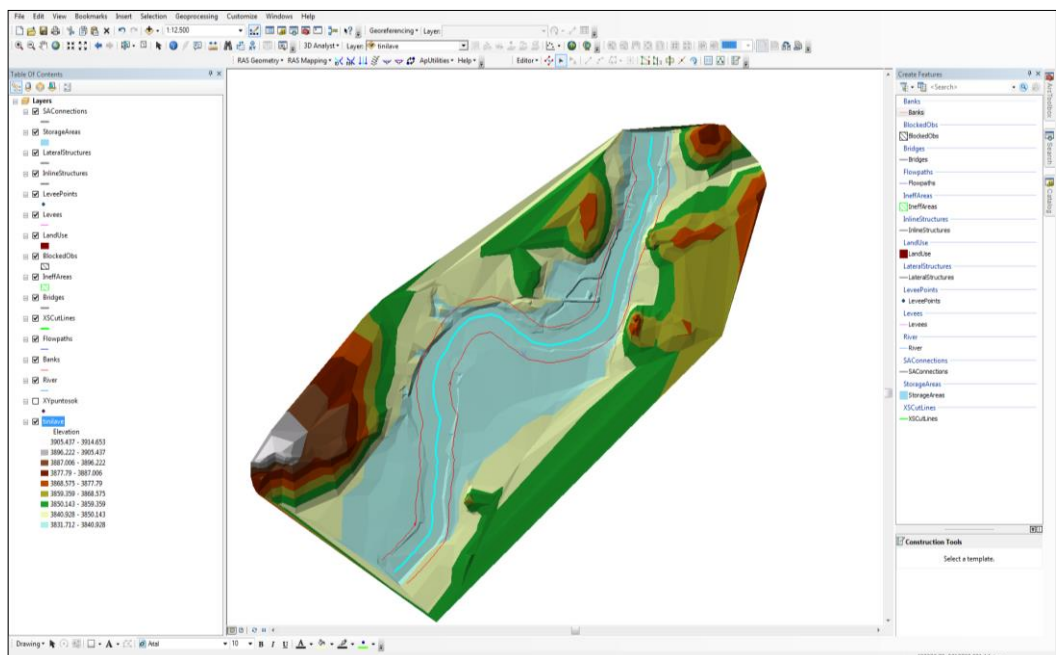 File Edit View Bookmarks Insert Selection Geoprocessing Customize Windows Help
1:12,500 Georeferencing Layer:
3D Analyst Layer: tinilave
RAS Geometry RAS Mapping ApUtilities Help Editor
Table Of Contents
Layers
SAConnections
StorageAreas
LateralStructures
InlineStructures
LeveePoints
Levees
LandUse
BlockedObs
IneffAreas
Bridges
XSCutLines
Flowpaths
Banks
River
XYpuntosok
tinilave
Elevation
3905.437 - 3914.653
3896.222 - 3905.437
3887.006 - 3896.222
3877.79 - 3887.006
3868.575 - 3877.79
3859.359 - 3868.575
3850.143 - 3859.359
3840.928 - 3850.143
3831.712 - 3840.928
Create Features
<Search>
Banks
Banks
BlockedObs
BlockedObs
Bridges
Bridges
Flowpaths
Flowpaths
IneffAreas
IneffAreas
InlineStructures
InlineStructures
LandUse
LandUse
LateralStructures
LateralStructures
LeveePoints
LeveePoints
Levees
Levees
River
River
SAConnections
SAConnections
StorageAreas
StorageAreas
XSCutLines
XSCutLines
Construction Tools
Select a template.
ArcToolbox
Search
Catalog
Drawing Arial 10 B I U A